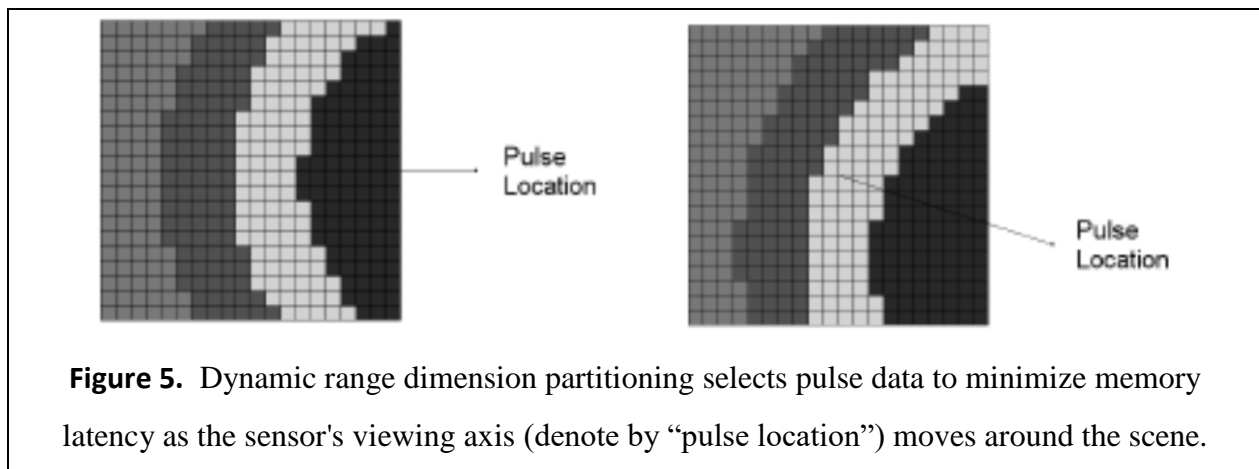 Pulse
Location
Pulse
Location
Figure 5. Dynamic range dimension partitioning selects pulse data to minimize memory
latency as the sensor's viewing axis (denote by “pulse location”) moves around the scene.